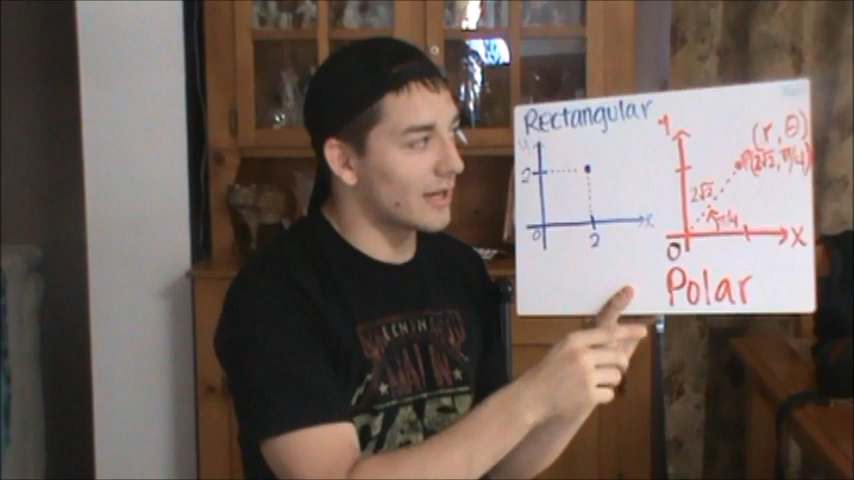 Rectangular
y
2
0
2
x
y
(r, θ)
P(2√2, π/4)
2√2
π/4
0
x
Polar